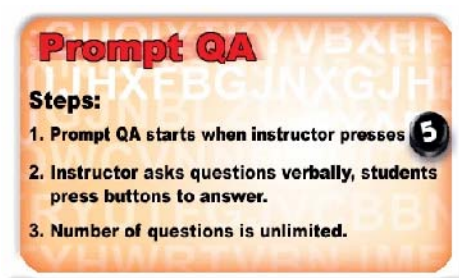 Prompt QA
Steps:
1. Prompt QA starts when instructor presses 5
2. Instructor asks questions verbally, students
press buttons to answer.
3. Number of questions is unlimited.